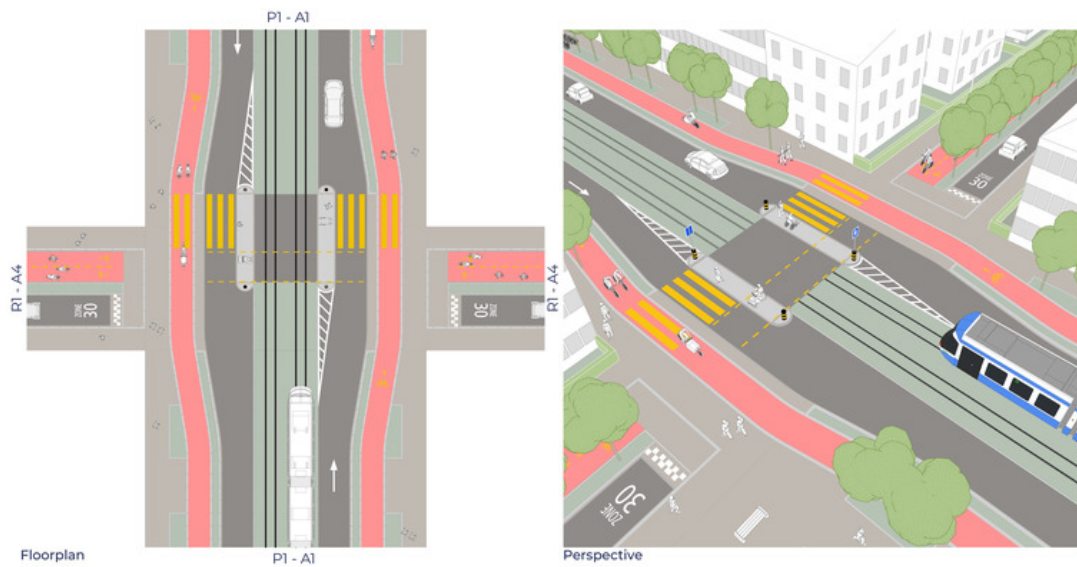 P1 - A1
R1 - A4
ZONE
30
ZONE
30
R1 - A4
Floorplan
P1 - A1
ZONE
30
ZONE
30
Perspective